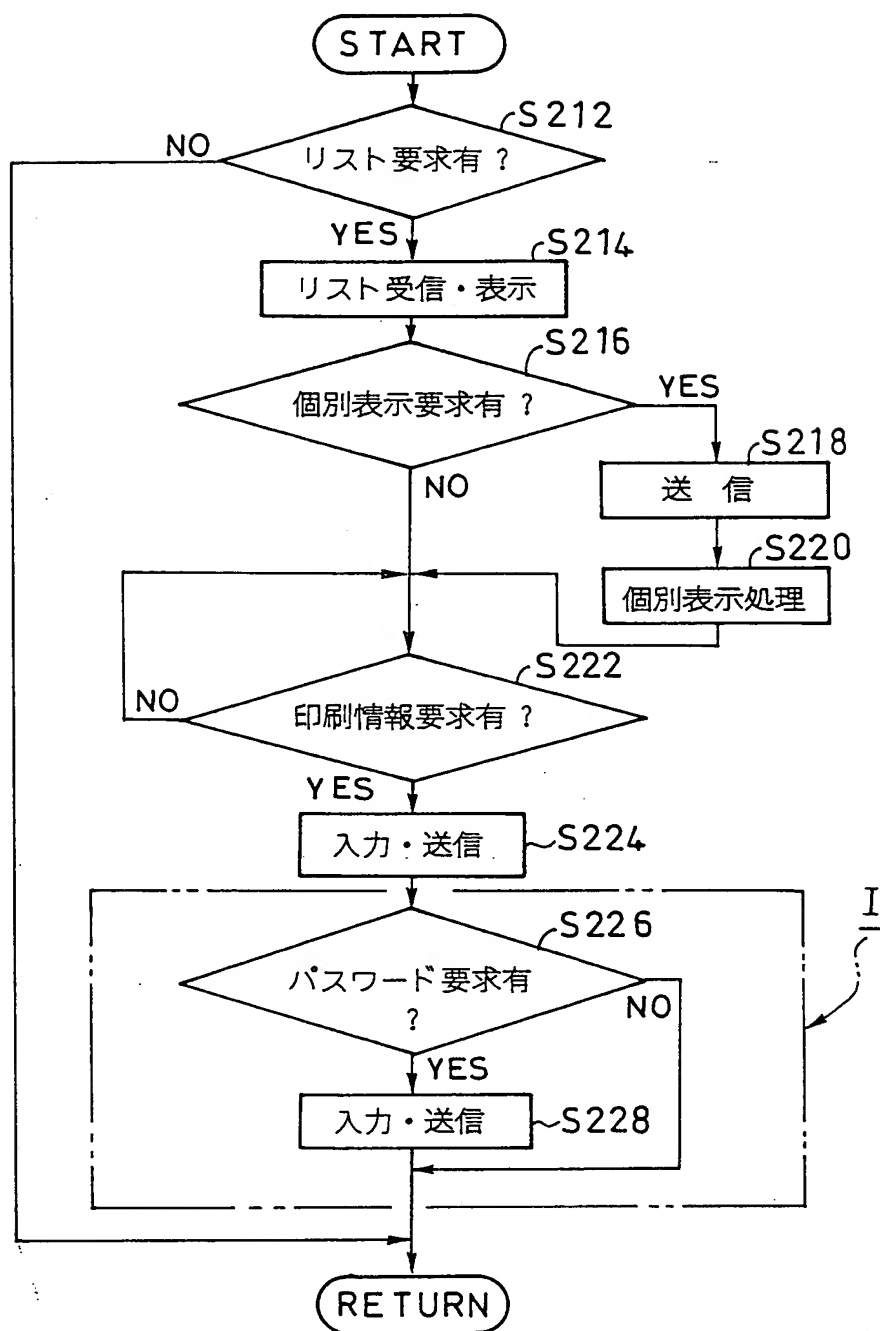 START
S212
NO
リスト要求有 ?
YES
S214
リスト受信・表示
S216
個別表示要求有 ?
YES
S218
NO
送 信
S220
個別表示処理
S222
NO
印刷情報要求有 ?
YES
入力・送信
S224
I
S226
パスワード要求有
?
NO
YES
入力・送信
S228
RETURN